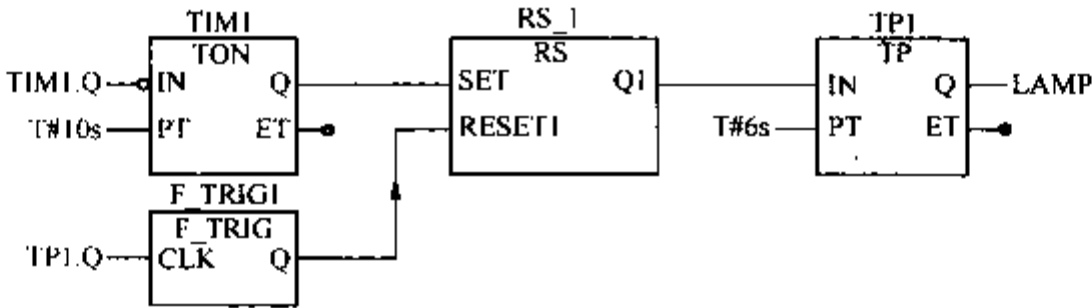 TIM1 RS_1 TP1
TON RS TP
TIM1.Q IN Q SET Q1 IN Q LAMP
T#10s PT ET RESET1 T#6s PT ET
F_TRIG1
F_TRIG
TP1.Q CLK Q